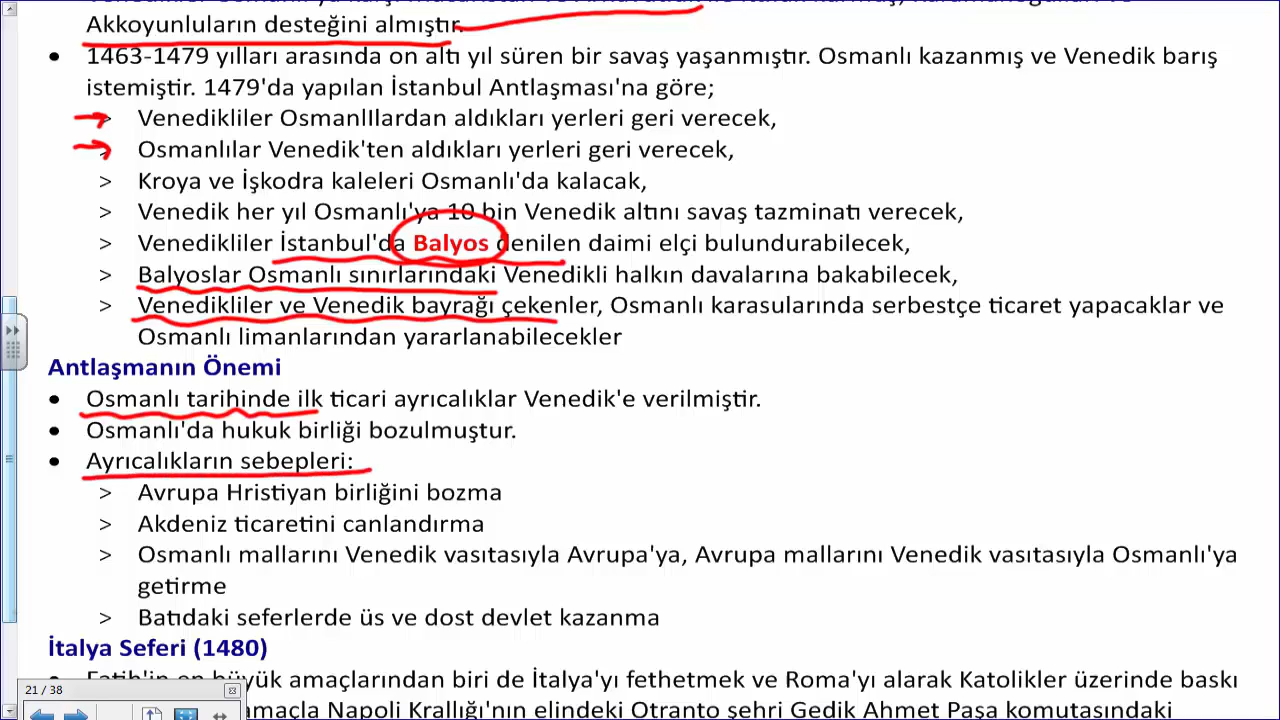 Akkoyunluların desteğini almıştır.
• 1463-1479 yılları arasında on altı yıl süren bir savaş yaşanmıştır. Osmanlı kazanmış ve Venedik barış
istemiştir. 1479'da yapılan İstanbul Antlaşması'na göre;
> Venedikliler OsmanlIlardan aldıkları yerleri geri verecek,
> Osmanlılar Venedik'ten aldıkları yerleri geri verecek,
> Kroya ve İşkodra kaleleri Osmanlı'da kalacak,
> Venedik her yıl Osmanlı'ya 10 bin Venedik altını savaş tazminatı verecek,
> Venedikliler İstanbul'da Balyos denilen daimi elçi bulundurabilecek,
> Balyoslar Osmanlı sınırlarındaki Venedikli halkın davalarına bakabilecek,
> Venedikliler ve Venedik bayrağı çekenler, Osmanlı karasularında serbestçe ticaret yapacaklar ve
Osmanlı limanlarından yararlanabilecekler
Antlaşmanın Önemi
• Osmanlı tarihinde ilk ticari ayrıcalıklar Venedik'e verilmiştir.
• Osmanlı'da hukuk birliği bozulmuştur.
• Ayrıcalıkların sebepleri:
> Avrupa Hristiyan birliğini bozma
> Akdeniz ticaretini canlandırma
> Osmanlı mallarını Venedik vasıtasıyla Avrupa'ya, Avrupa mallarını Venedik vasıtasıyla Osmanlı'ya
getirme
> Batıdaki seferlerde üs ve dost devlet kazanma
İtalya Seferi (1480)
• Fatih'in en büyük amaçlarından biri de İtalya'yı fethetmek ve Roma'yı alarak Katolikler üzerinde baskı
amaçla Napoli Krallığı'nın elindeki Otranto şehri Gedik Ahmet Paşa komutasındaki
21 / 38